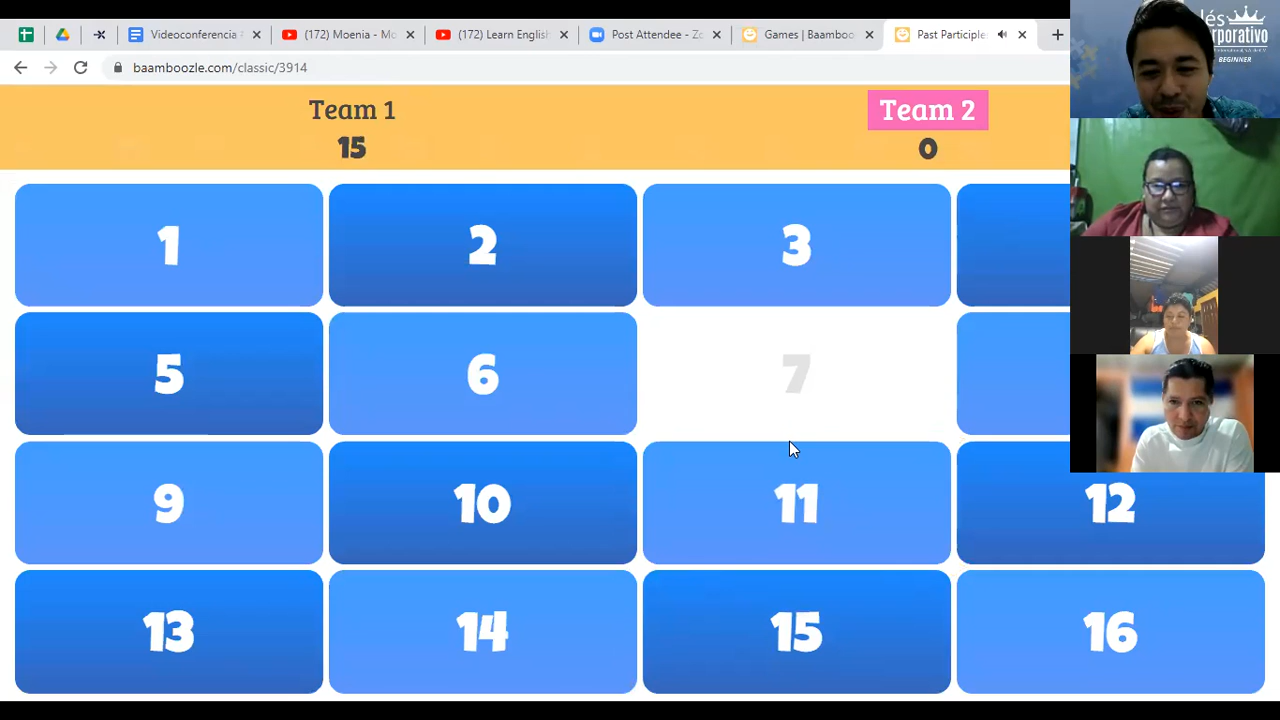 Videoconferencia
(172) Moenia - Mo
(172) Learn English
Post Attendee - Zo
Games | Baamboo
Past Participle
baamboozle.com/classic/3914
Team 1
15
Team 2
0
1
2
3
5
6
7
9
10
11
12
13
14
15
16
lés
rporativo
BEGINNER